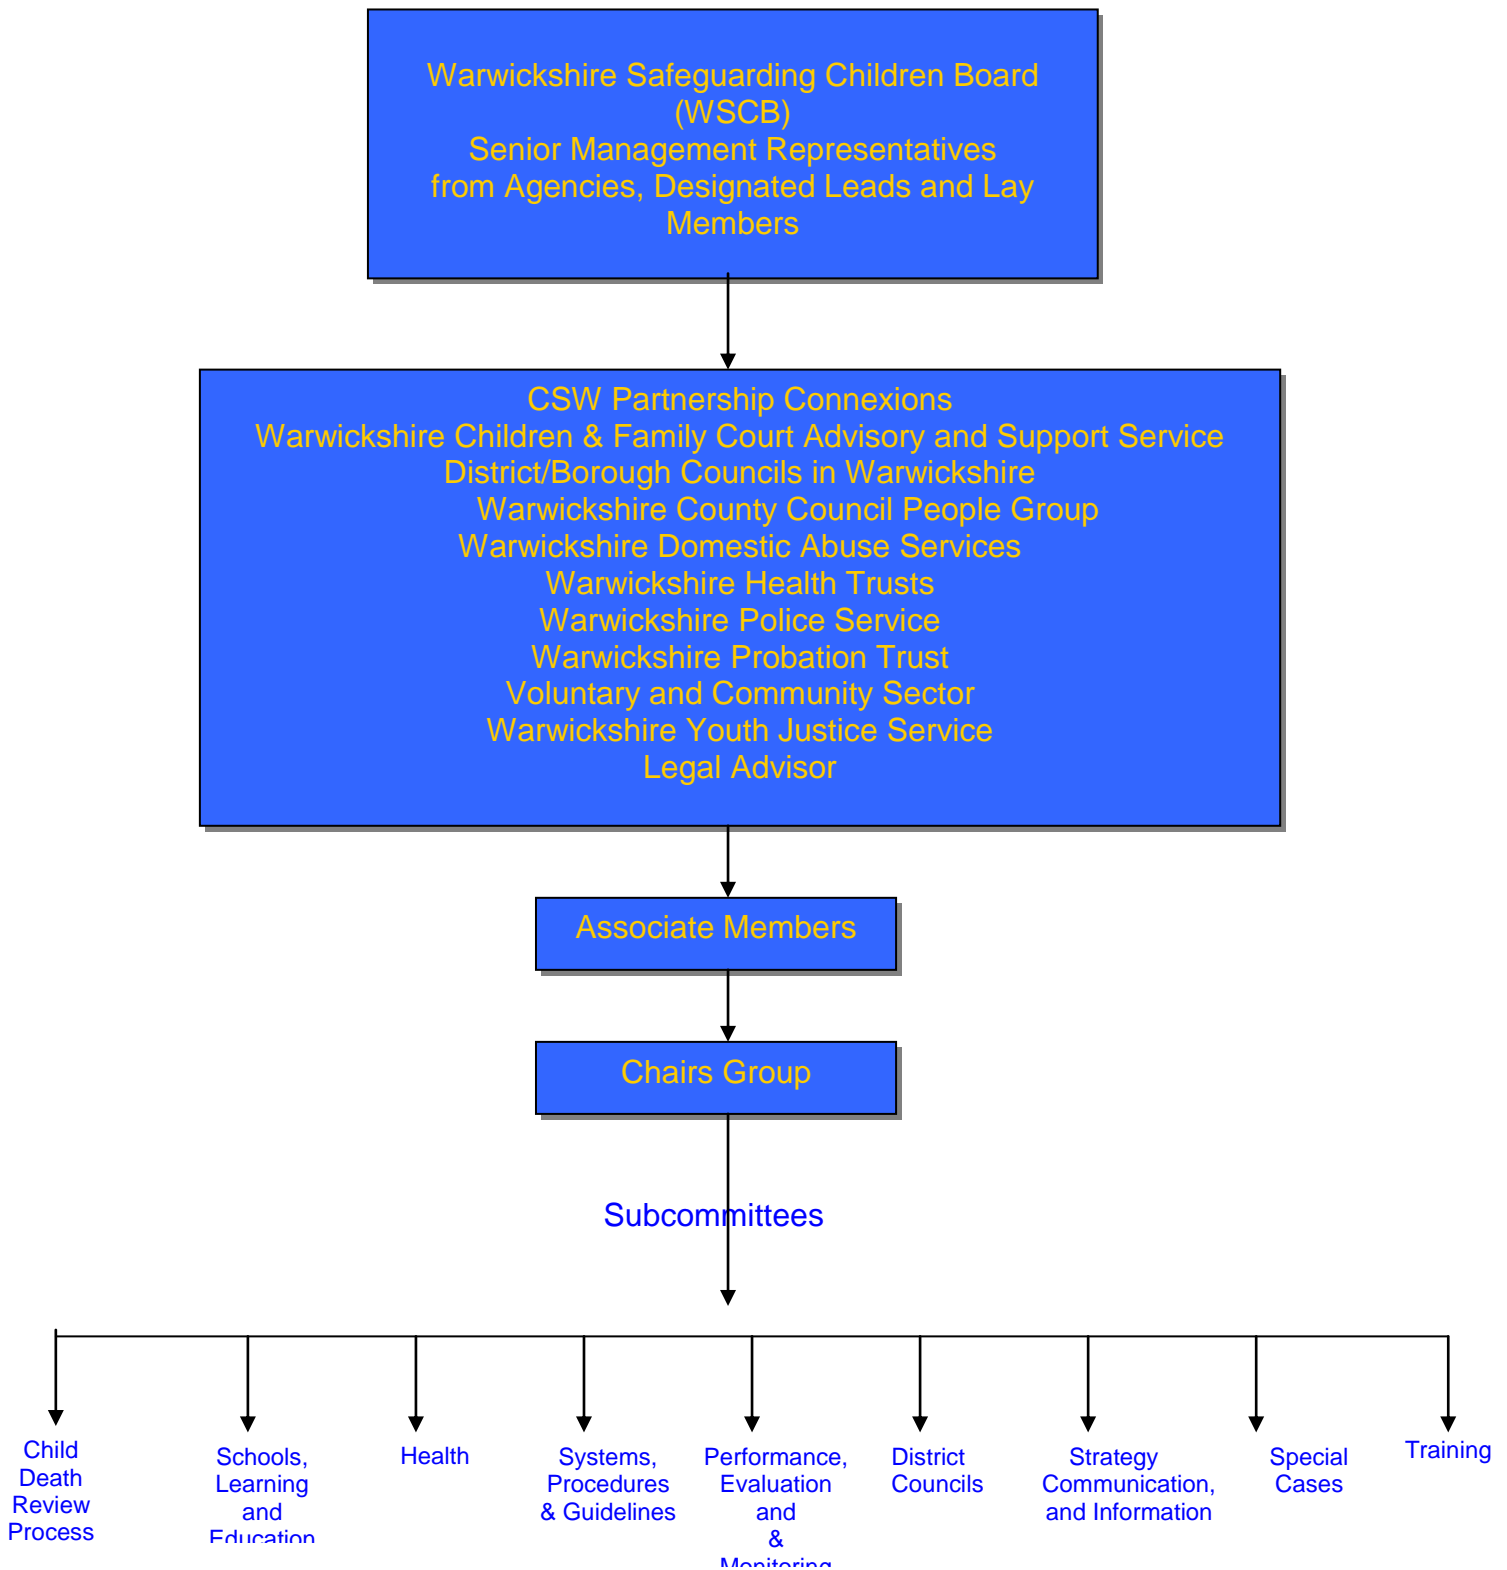 Warwickshire Safeguarding Children Board
(WSCB)
Senior Management Representatives
from Agencies, Designated Leads and Lay
Members
CSW Partnership Connexions
Warwickshire Children & Family Court Advisory and Support Service
District/Borough Councils in Warwickshire
Warwickshire County Council People Group
Warwickshire Domestic Abuse Services
Warwickshire Health Trusts
Warwickshire Police Service
Warwickshire Probation Trust
Voluntary and Community Sector
Warwickshire Youth Justice Service
Legal Advisor
Associate Members
Chairs Group
Subcommittees
Child
Death
Review
Process
Schools,
Learning
and
Education
Health
Systems,
Procedures
& Guidelines
Performance,
Evaluation
and
&
Monitoring
District
Councils
Strategy
Communication,
and Information
Special
Cases
Training